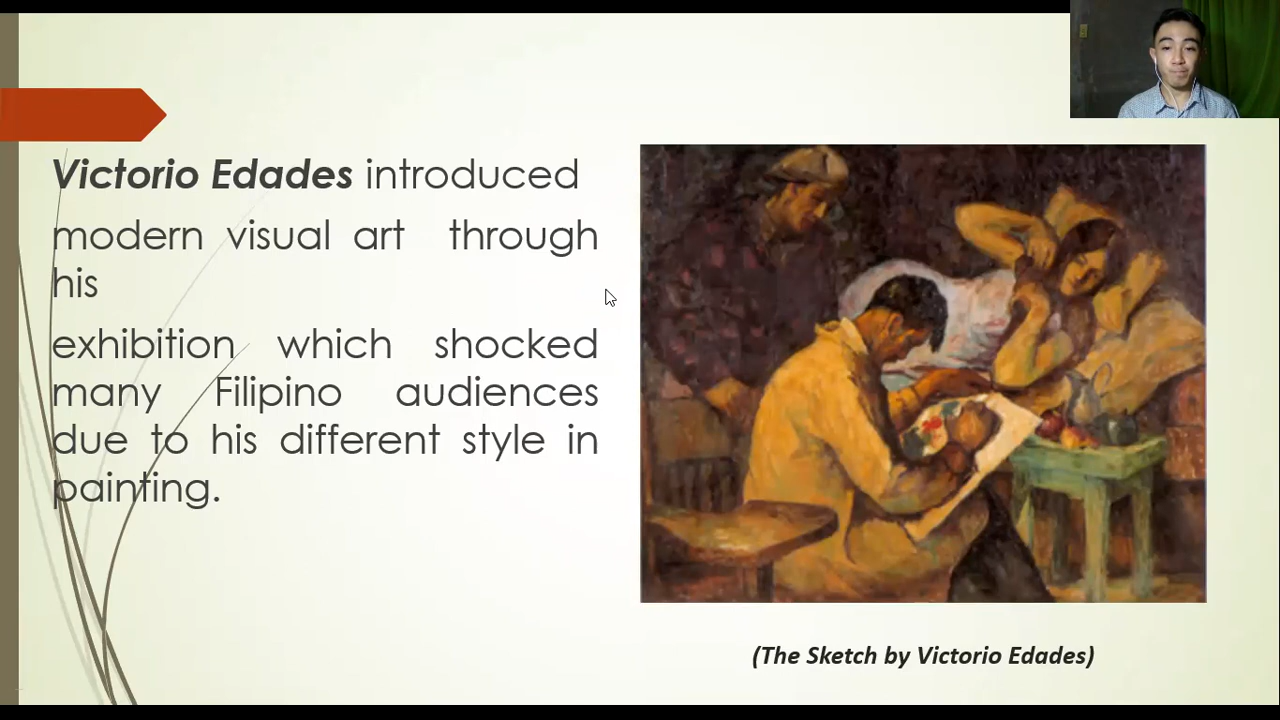 Victorio Edades introduced
modern visual art through
his
exhibition which shocked
many Filipino audiences
due to his different style in
painting.
(The Sketch by Victorio Edades)